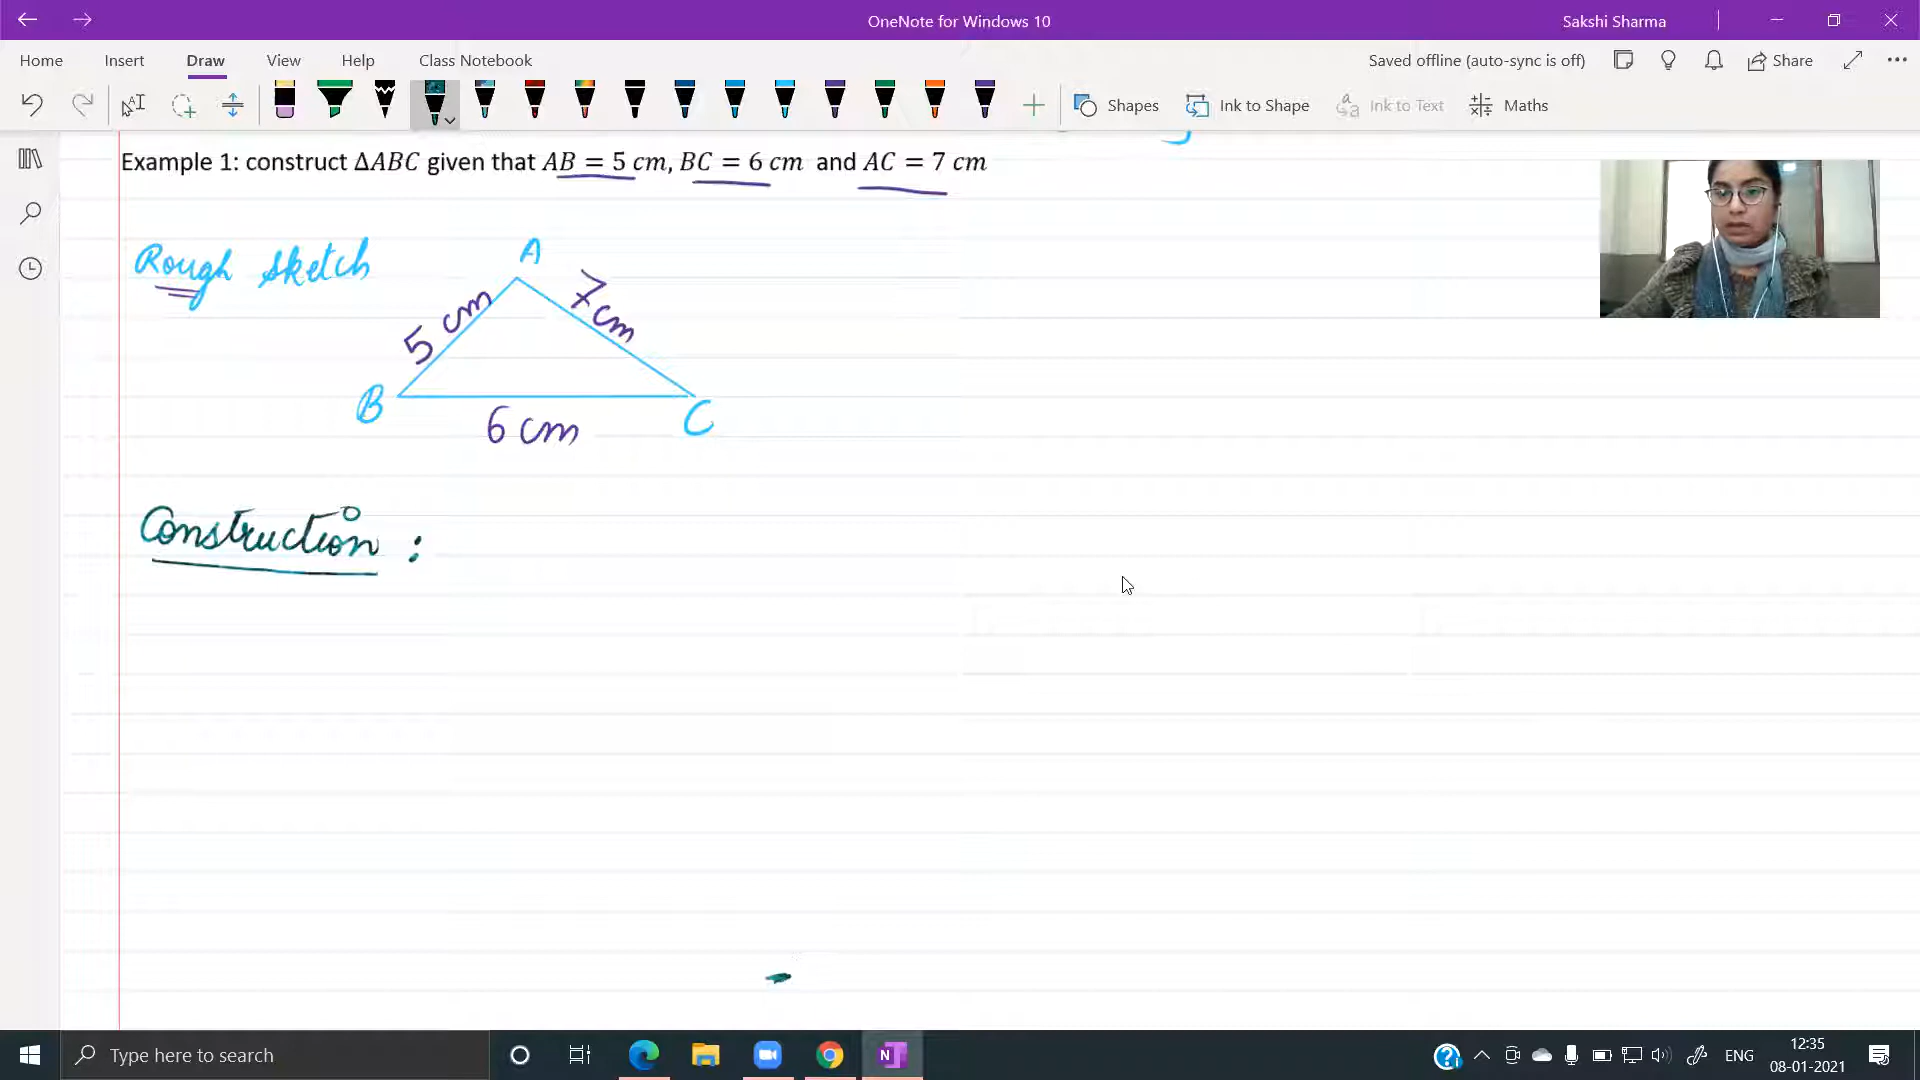 OneNote for Windows 10
Sakshi Sharma
Home Insert Draw View Help Class Notebook
Saved offline (auto-sync is off) Share
Shapes Ink to Shape Ink to Text Maths
Example 1: construct ΔABC given that AB = 5 cm, BC = 6 cm and AC = 7 cm
Rough Sketch
A
5 cm
7 cm
B
C
6 cm
Construction :
Type here to search
ENG
12:35
08-01-2021